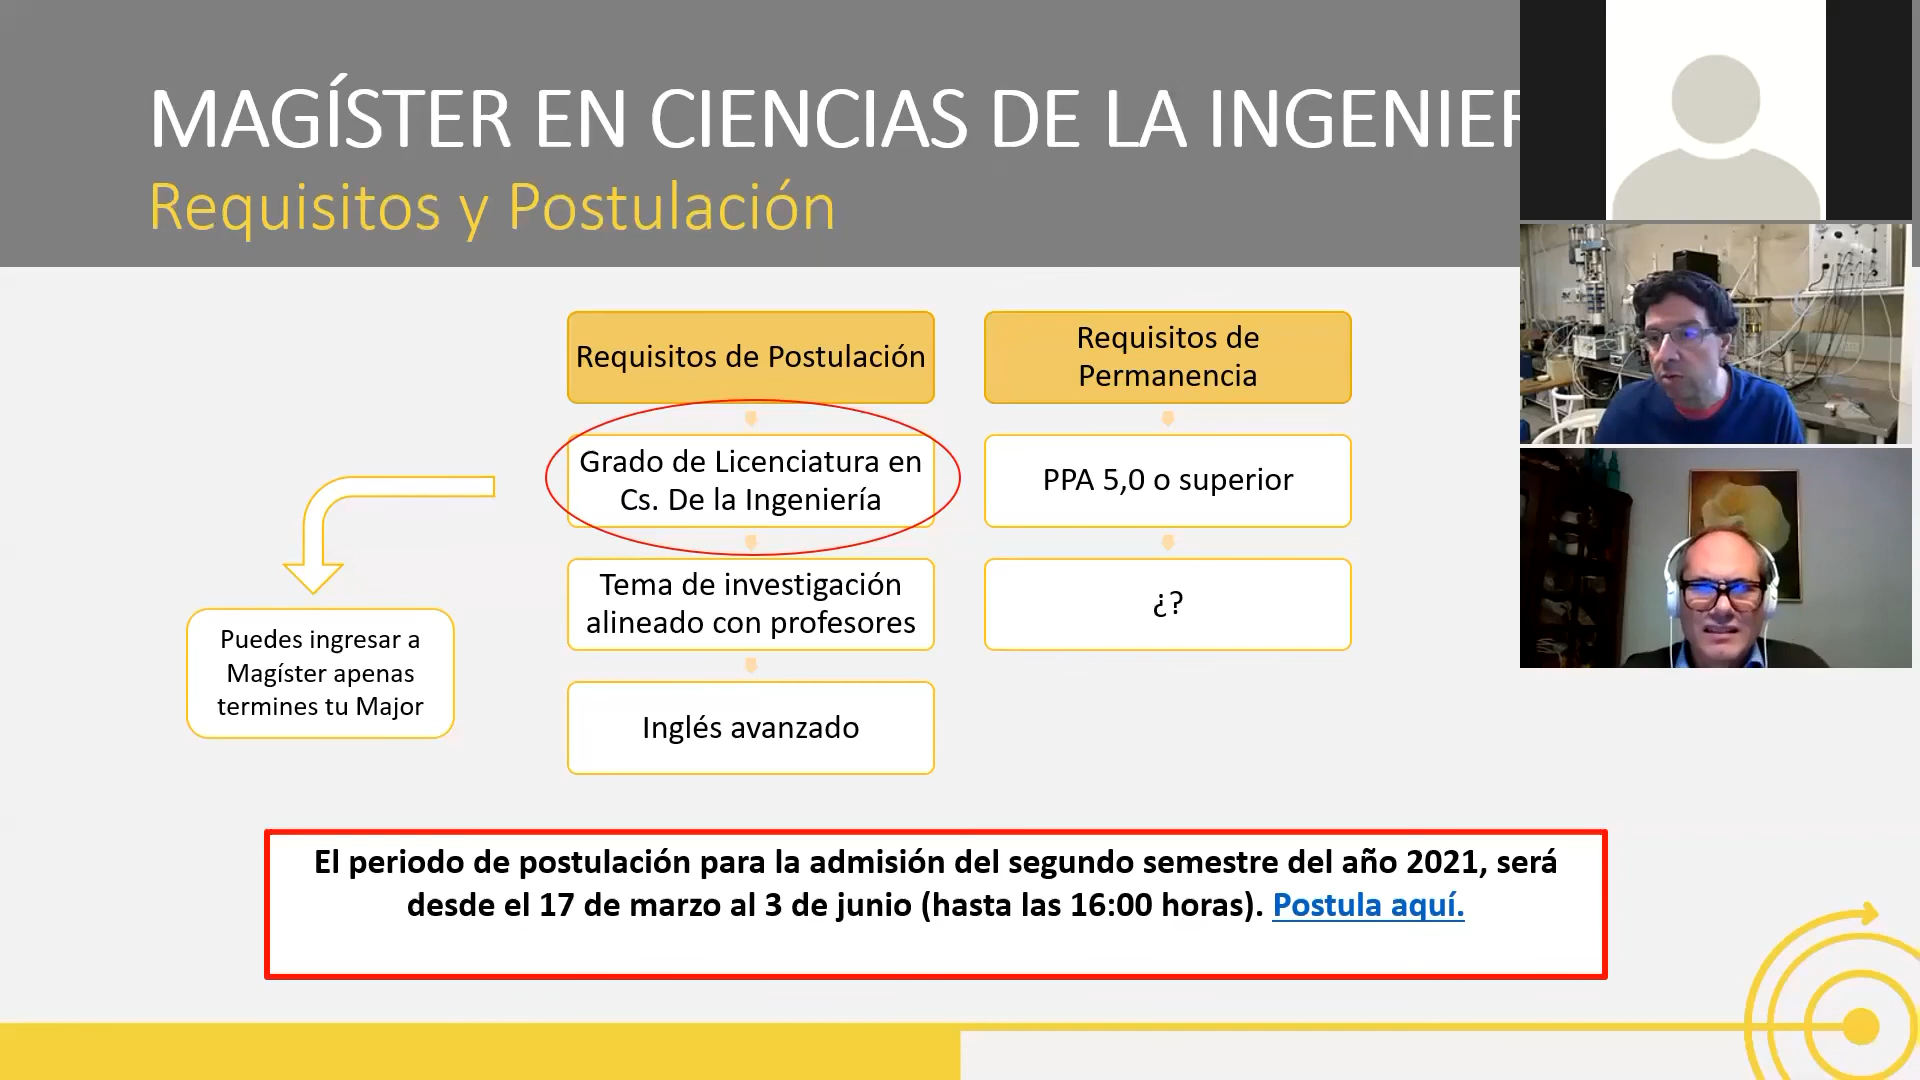 MAGÍSTER EN CIENCIAS DE LA
Requisitos y Postulación
Requisitos de Postulación
Grado de Licenciatura en
Cs. De la Ingeniería
Tema de investigación
alineado con profesores
Inglés avanzado
Requisitos de
Permanencia
PPA 5,0 o superior
¿?
Puedes ingresar a
Magíster apenas
termines tu Major
El periodo de postulación para la admisión del segundo semestre del año 2021, será
desde el 17 de marzo al 3 de junio (hasta las 16:00 horas). Postula aquí.